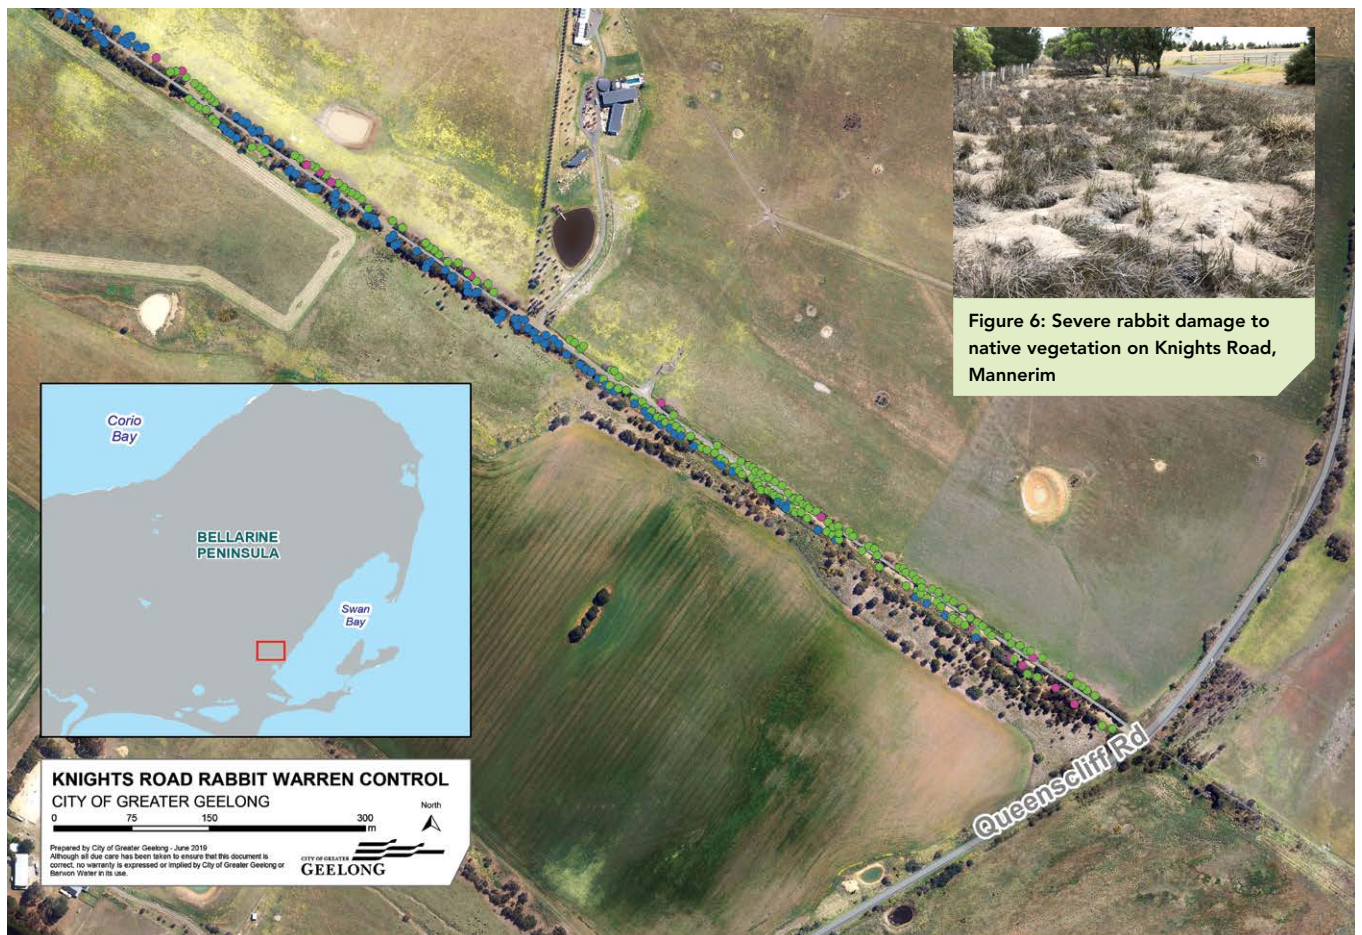 Figure 6: Severe rabbit damage to
native vegetation on Knights Road,
Mannerim
Corio
Bay
BELLARINE
PENINSULA
Swan
Bay
Queenscliff Rd
KNIGHTS ROAD RABBIT WARREN CONTROL
CITY OF GREATER GEELONG
North
0 75 150 300
m
Prepared by City of Greater Geelong - June 2019
Although all due care has been taken to ensure that this document is
correct, no warranty is expressed or implied by City of Greater Geelong or
Barwon Water in its use.
CITY OF GREATER
GEELONG